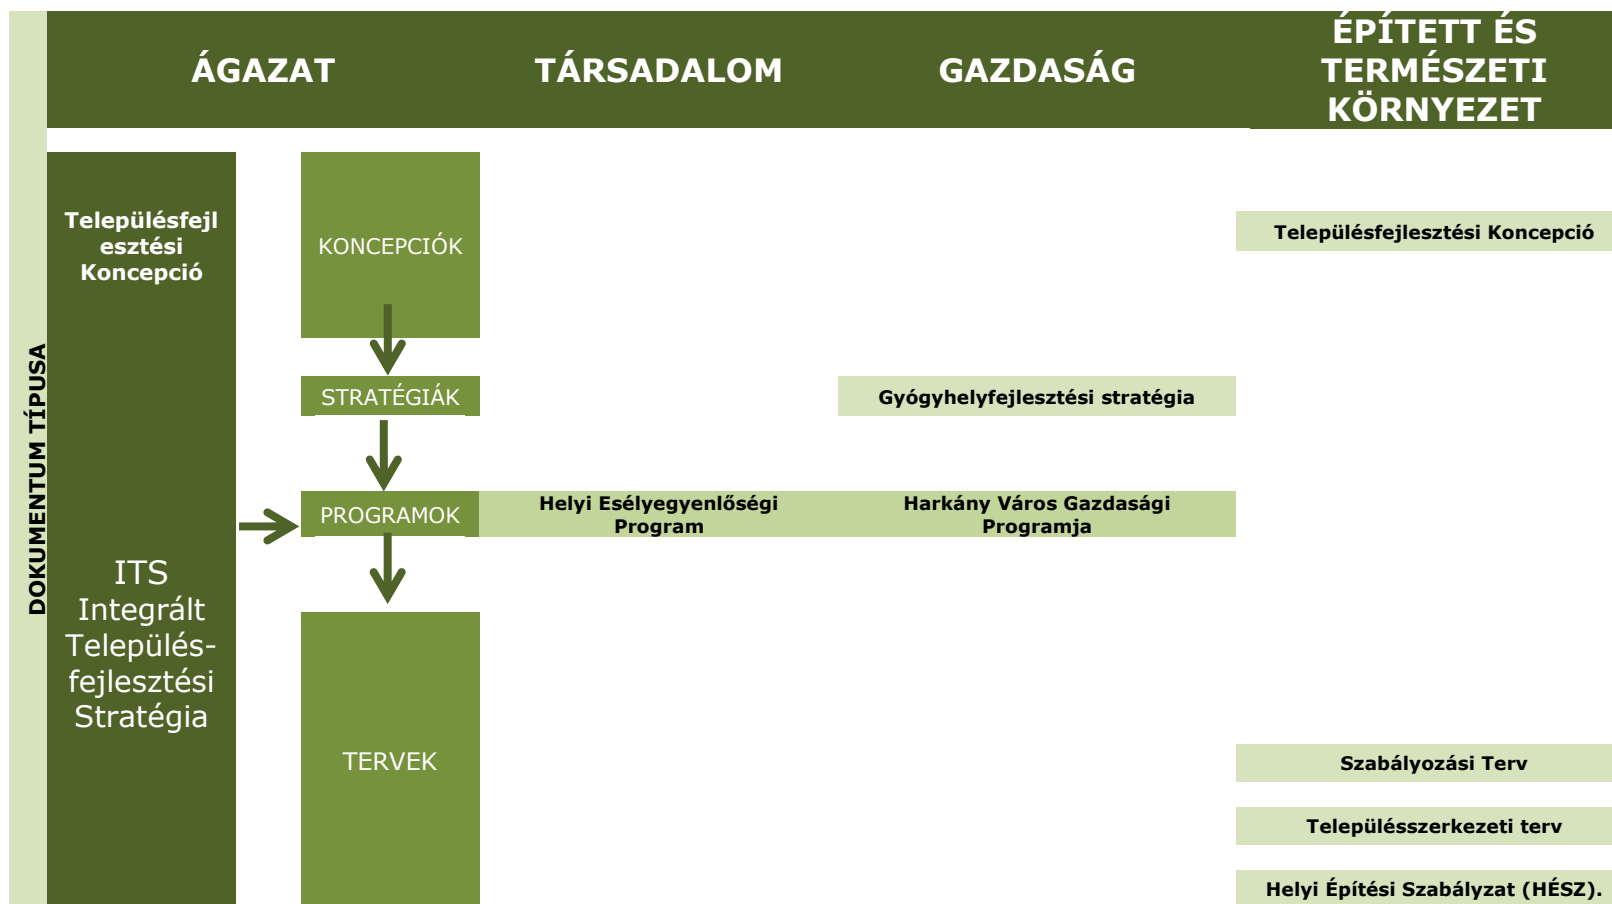 ÁGAZAT
TÁRSADALOM
GAZDASÁG
ÉPÍTETT ÉS
TERMÉSZETI
KÖRNYEZET
DOKUMENTUM TÍPUSA
Településfejl
esztési
Koncepció
KONCEPCIÓK
Településfejlesztési Koncepció
STRATÉGIÁK
Gyógyhelyfejlesztési stratégia
PROGRAMOK
Helyi Esélyegyenlőségi
Program
Harkány Város Gazdasági
Programja
ITS
Integrált
Település-
fejlesztési
Stratégia
TERVEK
Szabályozási Terv
Településszerkezeti terv
Helyi Építési Szabályzat (HÉSZ).